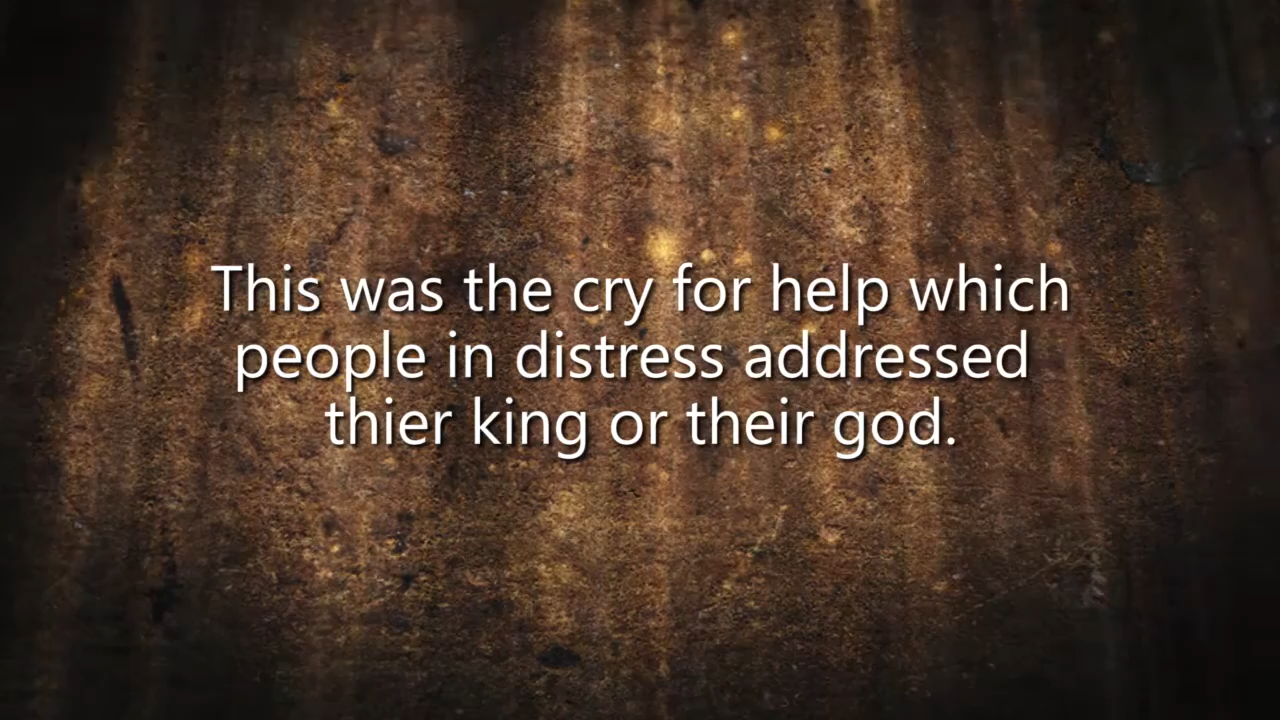 This was the cry for help which
people in distress addressed
thier king or their god.